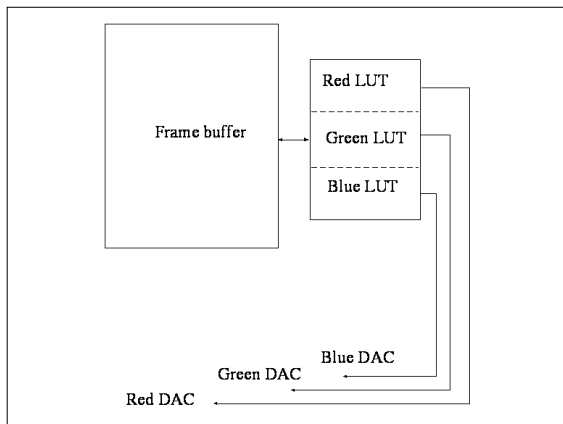 Red LUT
Frame buffer
Green LUT
Blue LUT
Blue DAC
Green DAC
Red DAC